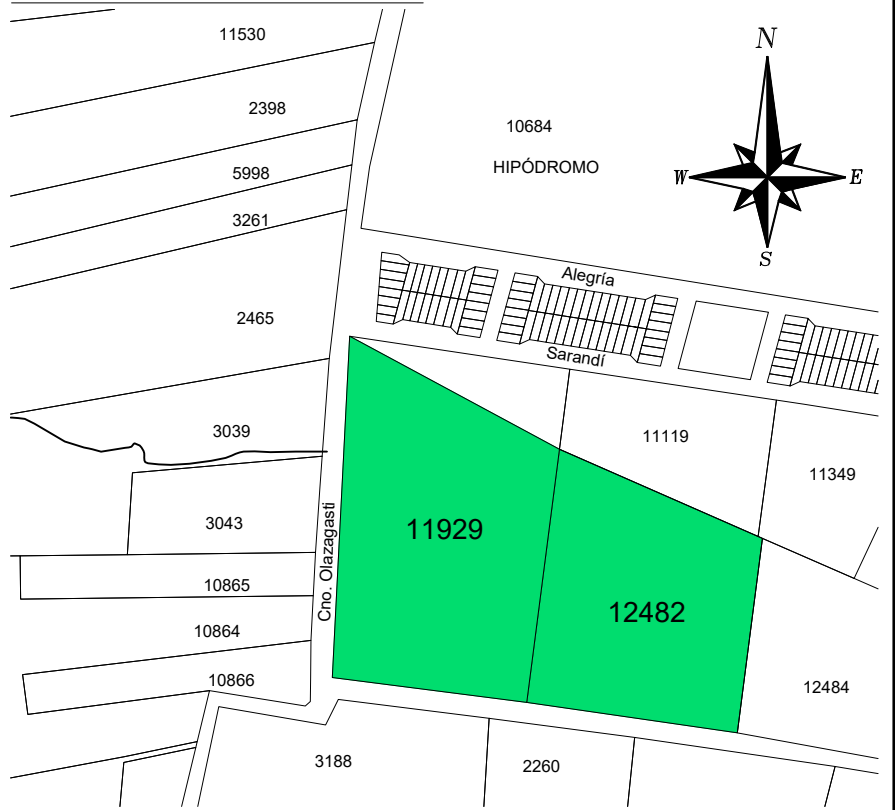 11530
N
2398
10684
HIPÓDROMO
5998
W
E
3261
S
Alegría
2465
Sarandí
3039
11119
11349
11929
3043
Cno. Olazagasti
10865
12482
10864
10866
12484
3188
2260